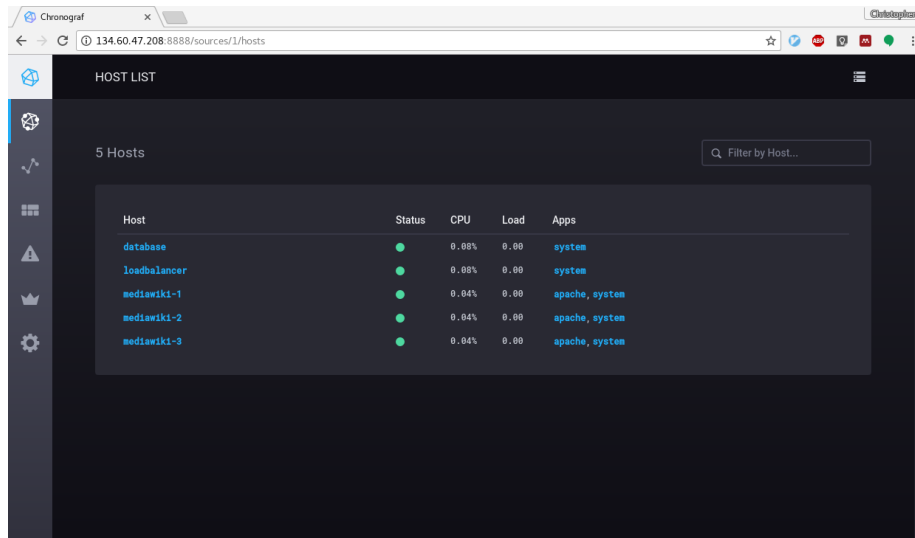 Chronograf
Christopher
134.60.47.208:8888/sources/1/hosts
ABP
HOST LIST
5 Hosts
Filter by Host...
Host Status CPU Load Apps
database 0.08% 0.00 system
loadbalancer 0.08% 0.00 system
mediawiki-1 0.04% 0.00 apache, system
mediawiki-2 0.04% 0.00 apache, system
mediawiki-3 0.04% 0.00 apache, system